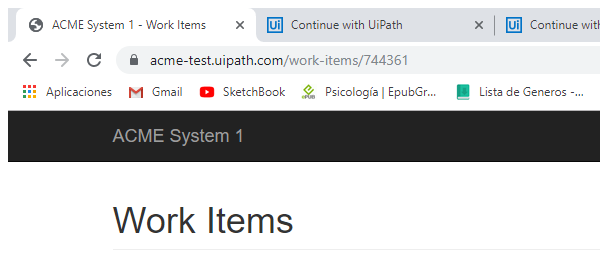 ACME System 1 - Work Items
Ui Continue with UiPath
Ui Continue with
acme-test.uipath.com/work-items/744361
Aplicaciones Gmail SketchBook ePUB Psicología | EpubGr... Lista de Generos -...
ACME System 1
Work Items